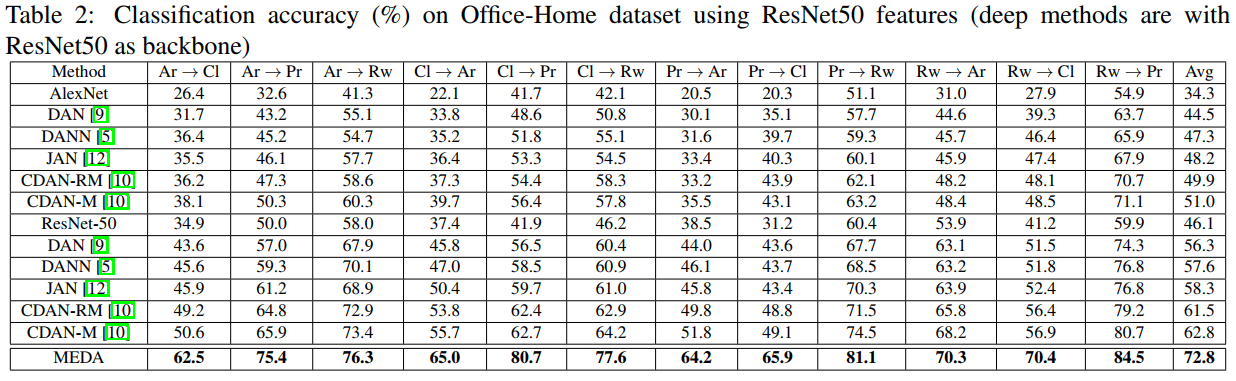 Table 2: Classification accuracy (%) on Office-Home dataset using ResNet50 features (deep methods are with
ResNet50 as backbone)
Method Ar → Cl Ar → Pr Ar → Rw Cl → Ar Cl → Pr Cl → Rw Pr → Ar Pr → Cl Pr → Rw Rw → Ar Rw → Cl Rw → Pr Avg
AlexNet 26.4 32.6 41.3 22.1 41.7 42.1 20.5 20.3 51.1 31.0 27.9 54.9 34.3
DAN [9] 31.7 43.2 55.1 33.8 48.6 50.8 30.1 35.1 57.7 44.6 39.3 63.7 44.5
DANN [5] 36.4 45.2 54.7 35.2 51.8 55.1 31.6 39.7 59.3 45.7 46.4 65.9 47.3
JAN [12] 35.5 46.1 57.7 36.4 53.3 54.5 33.4 40.3 60.1 45.9 47.4 67.9 48.2
CDAN-RM [10] 36.2 47.3 58.6 37.3 54.4 58.3 33.2 43.9 62.1 48.2 48.1 70.7 49.9
CDAN-M [10] 38.1 50.3 60.3 39.7 56.4 57.8 35.5 43.1 63.2 48.4 48.5 71.1 51.0
ResNet-50 34.9 50.0 58.0 37.4 41.9 46.2 38.5 31.2 60.4 53.9 41.2 59.9 46.1
DAN [9] 43.6 57.0 67.9 45.8 56.5 60.4 44.0 43.6 67.7 63.1 51.5 74.3 56.3
DANN [5] 45.6 59.3 70.1 47.0 58.5 60.9 46.1 43.7 68.5 63.2 51.8 76.8 57.6
JAN [12] 45.9 61.2 68.9 50.4 59.7 61.0 45.8 43.4 70.3 63.9 52.4 76.8 58.3
CDAN-RM [10] 49.2 64.8 72.9 53.8 62.4 62.9 49.8 48.8 71.5 65.8 56.4 79.2 61.5
CDAN-M [10] 50.6 65.9 73.4 55.7 62.7 64.2 51.8 49.1 74.5 68.2 56.9 80.7 62.8
MEDA 62.5 75.4 76.3 65.0 80.7 77.6 64.2 65.9 81.1 70.3 70.4 84.5 72.8